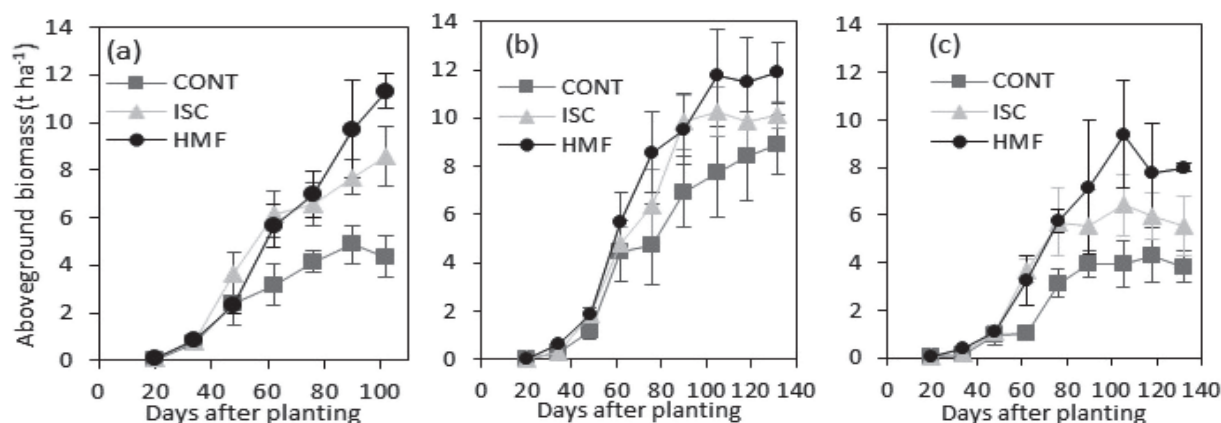 Aboveground biomass (t ha-1)
(a)
CONT
ISC
HMF
14
12
10
8
6
4
2
0
0 20 40 60 80 100
Days after planting
(b)
CONT
ISC
HMF
14
12
10
8
6
4
2
0
0 20 40 60 80 100 120 140
Days after planting
(c)
CONT
ISC
HMF
14
12
10
8
6
4
2
0
0 20 40 60 80 100 120 140
Days after planting